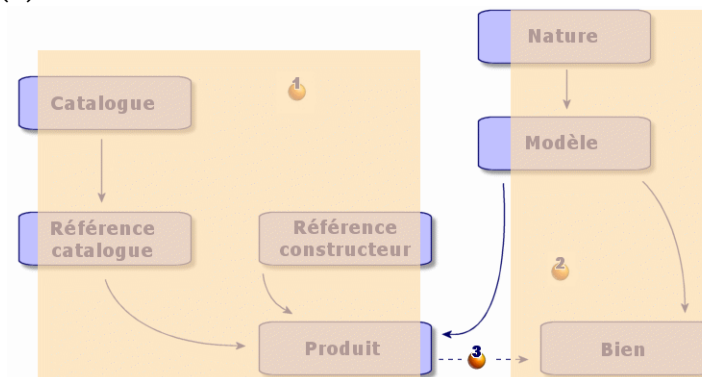 Nature
1
Catalogue
Modèle
Référence
catalogue
Référence
constructeur
2
Produit
3
Bien